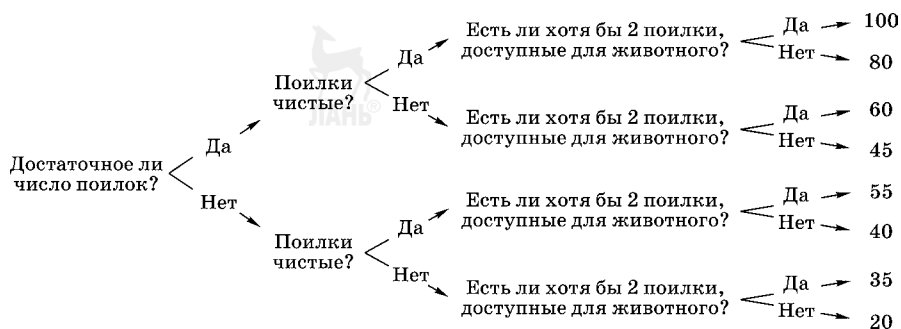 Есть ли хотя бы 2 поилки,
доступные для животного?
Да
100
Нет
80
Да
Поилки
чистые?
Нет
ЛАНЬ®
Есть ли хотя бы 2 поилки,
доступные для животного?
Да
60
Нет
45
Да
Достаточное ли
число поилок?
Нет
Есть ли хотя бы 2 поилки,
доступные для животного?
Да
55
Нет
40
Да
Поилки
чистые?
Нет
Есть ли хотя бы 2 поилки,
доступные для животного?
Да
35
Нет
20